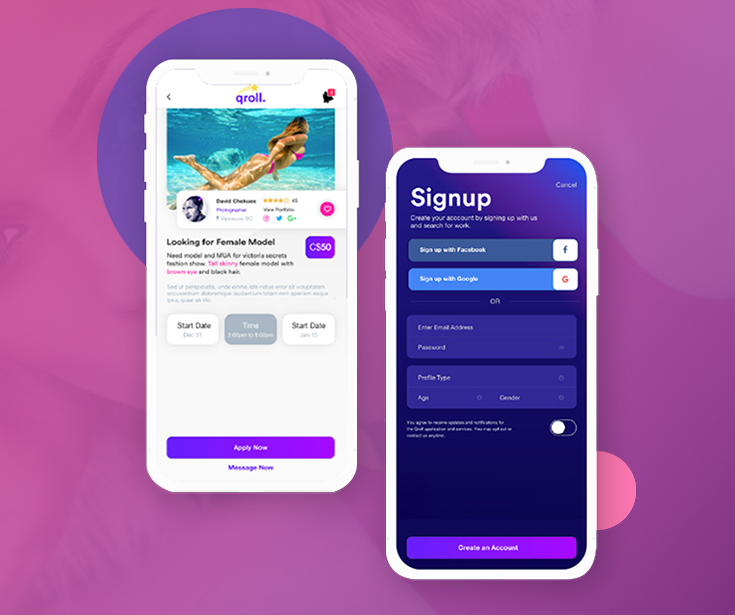 qroll.
David Chokuee
45
Photographer
View Portfolio
Vancouver, BC
Looking for Female Model
C$50
Need model and MUA for victoria secrets
fashion show. Tall skinny female model with
brown eye and black hair.
Sed ut perspiciatis, unde omnis iste natus error sit voluptatem
accusantium doloremque laudantium totam rem aperiam eaque
ipsa, quae ab illo.
Start Date
Time
Start Date
Dec 31
2:00pm to 8:00pm
Jan 15
Apply Now
Message Now
Cancel
Signup
Create your acccount by signing up with us
and search for work.
Sign up with Facebook
Sign up with Google
OR
Enter Email Address
Password
Profile Type
Age
Gender
You agree to receive updates and notifications for
the Qroll application and services. You may opt out or
contact us anytime.
Create an Account